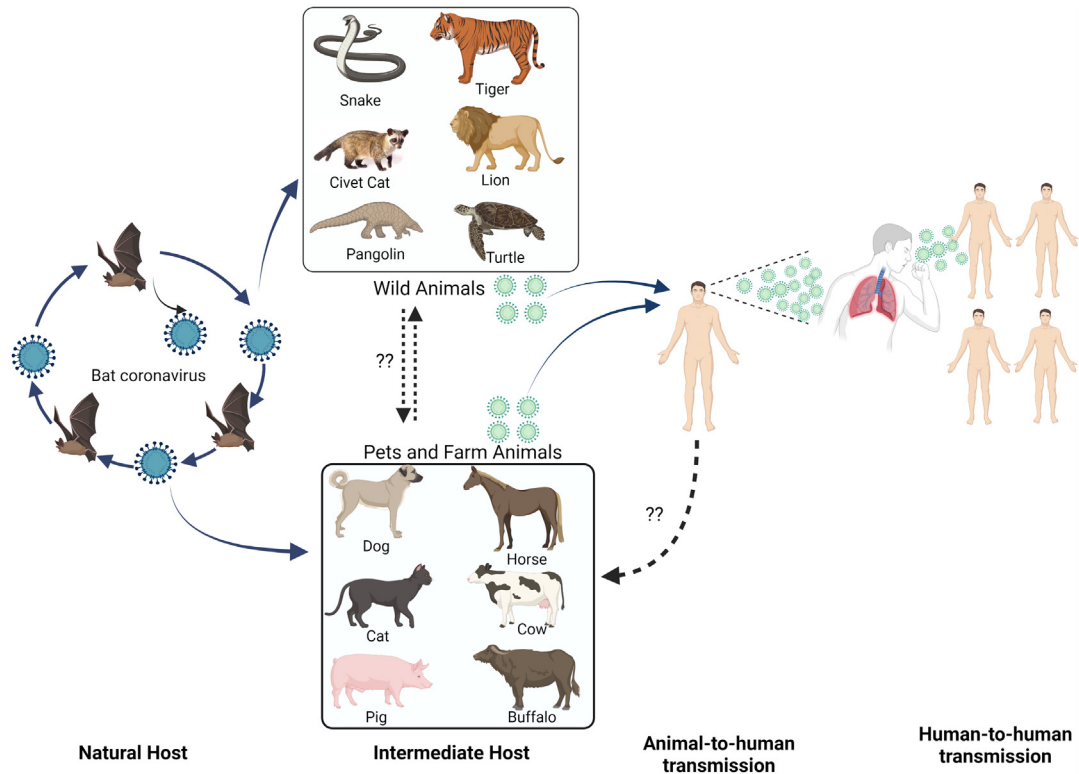 Snake
Tiger
Civet Cat
Lion
Pangolin
Turtle
Wild Animals
Bat coronavirus
??
Pets and Farm Animals
Dog
Horse
??
Cat
Cow
Pig
Buffalo
Natural Host
Intermediate Host
Animal-to-human
transmission
Human-to-human
transmission